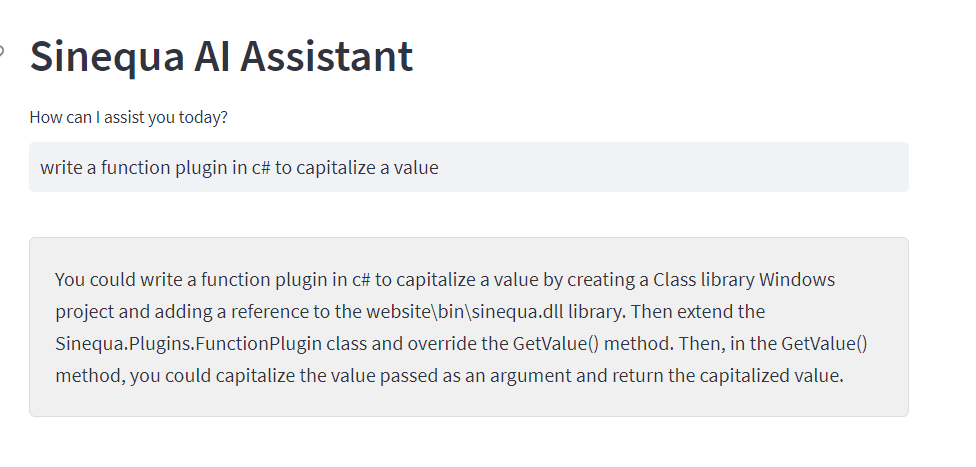 Sinequa AI Assistant
How can I assist you today?
write a function plugin in c# to capitalize a value
You could write a function plugin in c# to capitalize a value by creating a Class library Windows
project and adding a reference to the website\bin\sinequa.dll library. Then extend the
Sinequa.Plugins.FunctionPlugin class and override the GetValue() method. Then, in the GetValue()
method, you could capitalize the value passed as an argument and return the capitalized value.